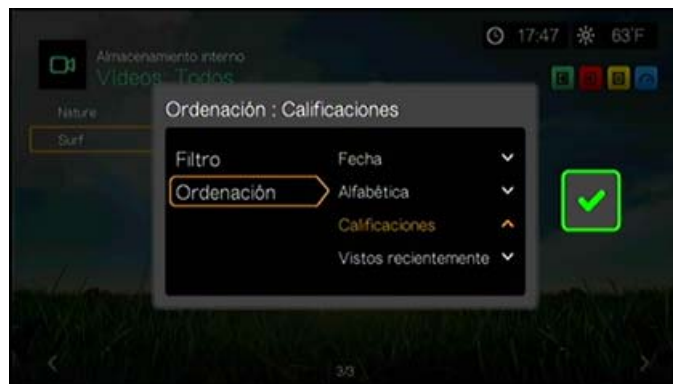 17:47 63°F
Almacenamiento interno
Vídeos: Todos
Nature
Surf
Ordenación : Calificaciones
Filtro
Ordenación
Fecha
Alfabética
Calificaciones
Vistos recientemente
3/3